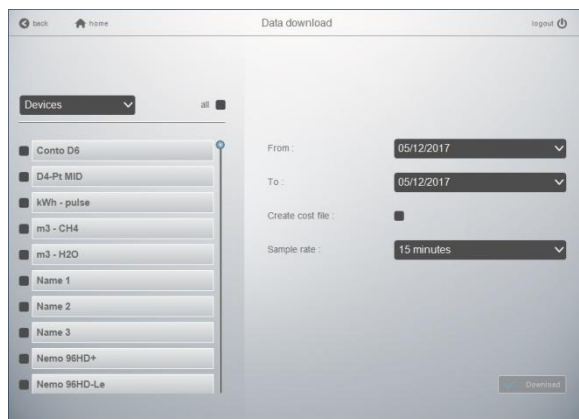 back home Data download logout
Devices all
Conto D6
D4-Pt MID
kWh - pulse
m3 - CH4
m3 - H2O
Name 1
Name 2
Name 3
Nemo 96HD+
Nemo 96HD-Le
From : 05/12/2017
To : 05/12/2017
Create cost file :
Sample rate : 15 minutes
Download